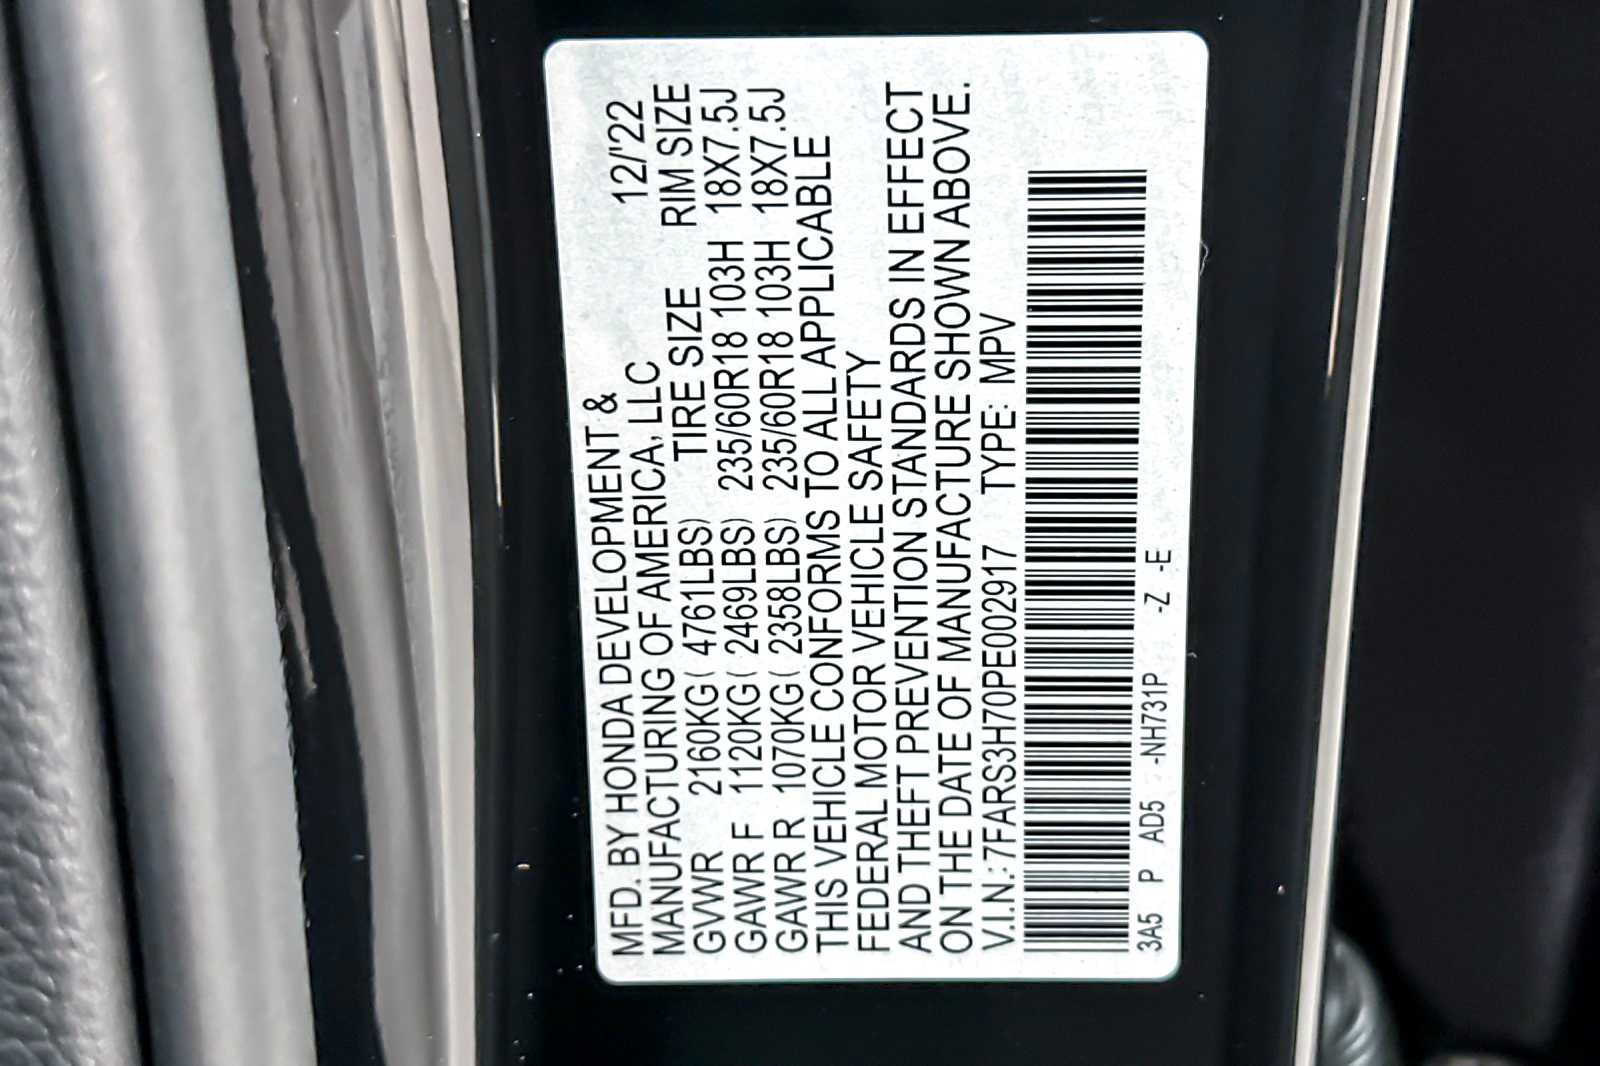 MFD. BY HONDA DEVELOPMENT &
MANUFACTURING OF AMERICA, LLC 12/'22
GVWR 2160KG( 4761LBS) TIRE SIZE RIM SIZE
GAWR F 1120KG( 2469LBS) 235/60R18 103H 18X7.5J
GAWR R 1070KG( 2358LBS) 235/60R18 103H 18X7.5J
THIS VEHICLE CONFORMS TO ALL APPLICABLE
FEDERAL MOTOR VEHICLE SAFETY
AND THEFT PREVENTION STANDARDS IN EFFECT
ON THE DATE OF MANUFACTURE SHOWN ABOVE.
V.I.N.:7FARS3H70PE002917 TYPE: MPV
3A5 P AD5 -NH731P -Z -E